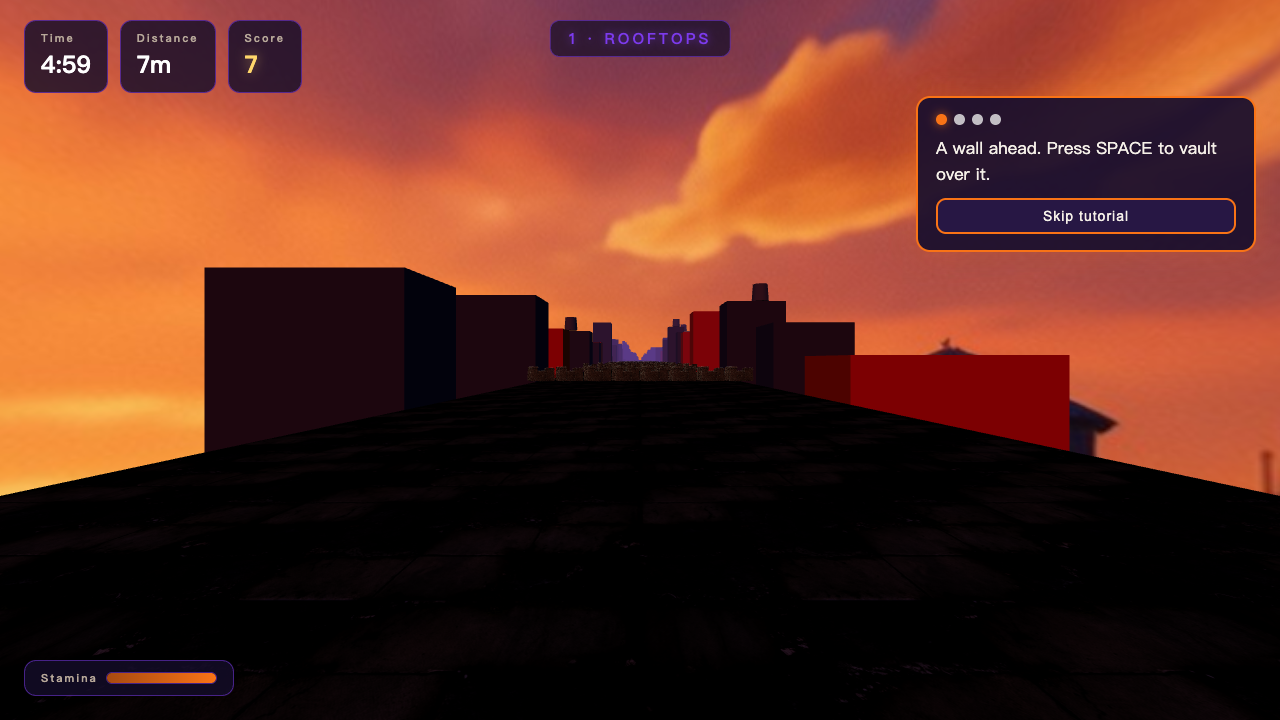 Time
4:59
Distance
7m
Score
7
1 · ROOFTOPS
A wall ahead. Press SPACE to vault
over it.
Skip tutorial
Stamina